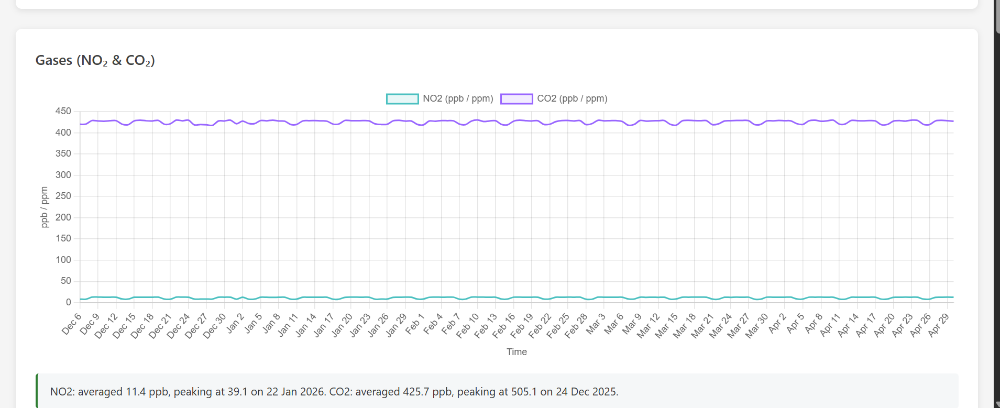 Gases (NO₂ & CO₂)
NO2 (ppb / ppm) CO2 (ppb / ppm)
450
400
350
300
250
200
150
100
50
0
ppb / ppm
Dec 6 Dec 9 Dec 12 Dec 15 Dec 18 Dec 21 Dec 24 Dec 27 Dec 30 Jan 2 Jan 5 Jan 8 Jan 11 Jan 14 Jan 17 Jan 20 Jan 23 Jan 26 Jan 29 Feb 1 Feb 4 Feb 7 Feb 10 Feb 13 Feb 16 Feb 19 Feb 22 Feb 25 Feb 28 Mar 3 Mar 6 Mar 9 Mar 12 Mar 15 Mar 18 Mar 21 Mar 24 Mar 27 Mar 30 Apr 2 Apr 5 Apr 8 Apr 11 Apr 14 Apr 17 Apr 20 Apr 23 Apr 26 Apr 29
Time
NO2: averaged 11.4 ppb, peaking at 39.1 on 22 Jan 2026. CO2: averaged 425.7 ppb, peaking at 505.1 on 24 Dec 2025.